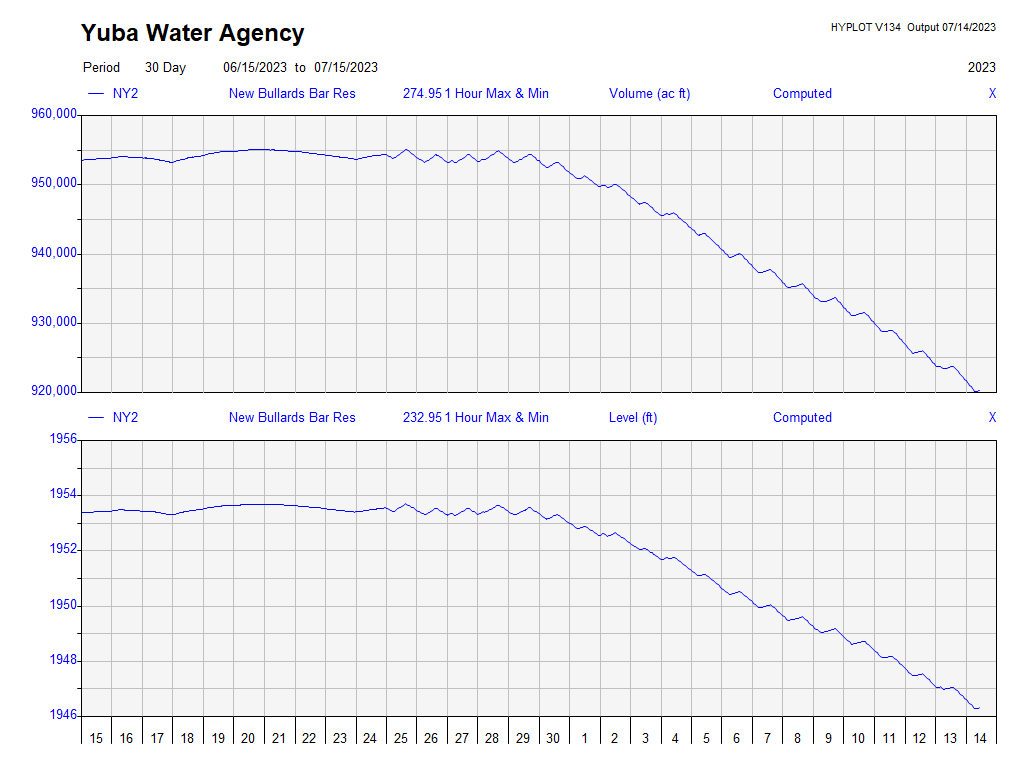 Yuba Water Agency
HYPLOT V134 Output 07/14/2023
Period 30 Day 06/15/2023 to 07/15/2023 2023
NY2 New Bullards Bar Res 274.95 1 Hour Max & Min Volume (ac ft) Computed X
960,000
950,000
940,000
930,000
920,000
NY2 New Bullards Bar Res 232.95 1 Hour Max & Min Level (ft) Computed X
1956
1954
1952
1950
1948
1946
15 16 17 18 19 20 21 22 23 24 25 26 27 28 29 30 1 2 3 4 5 6 7 8 9 10 11 12 13 14